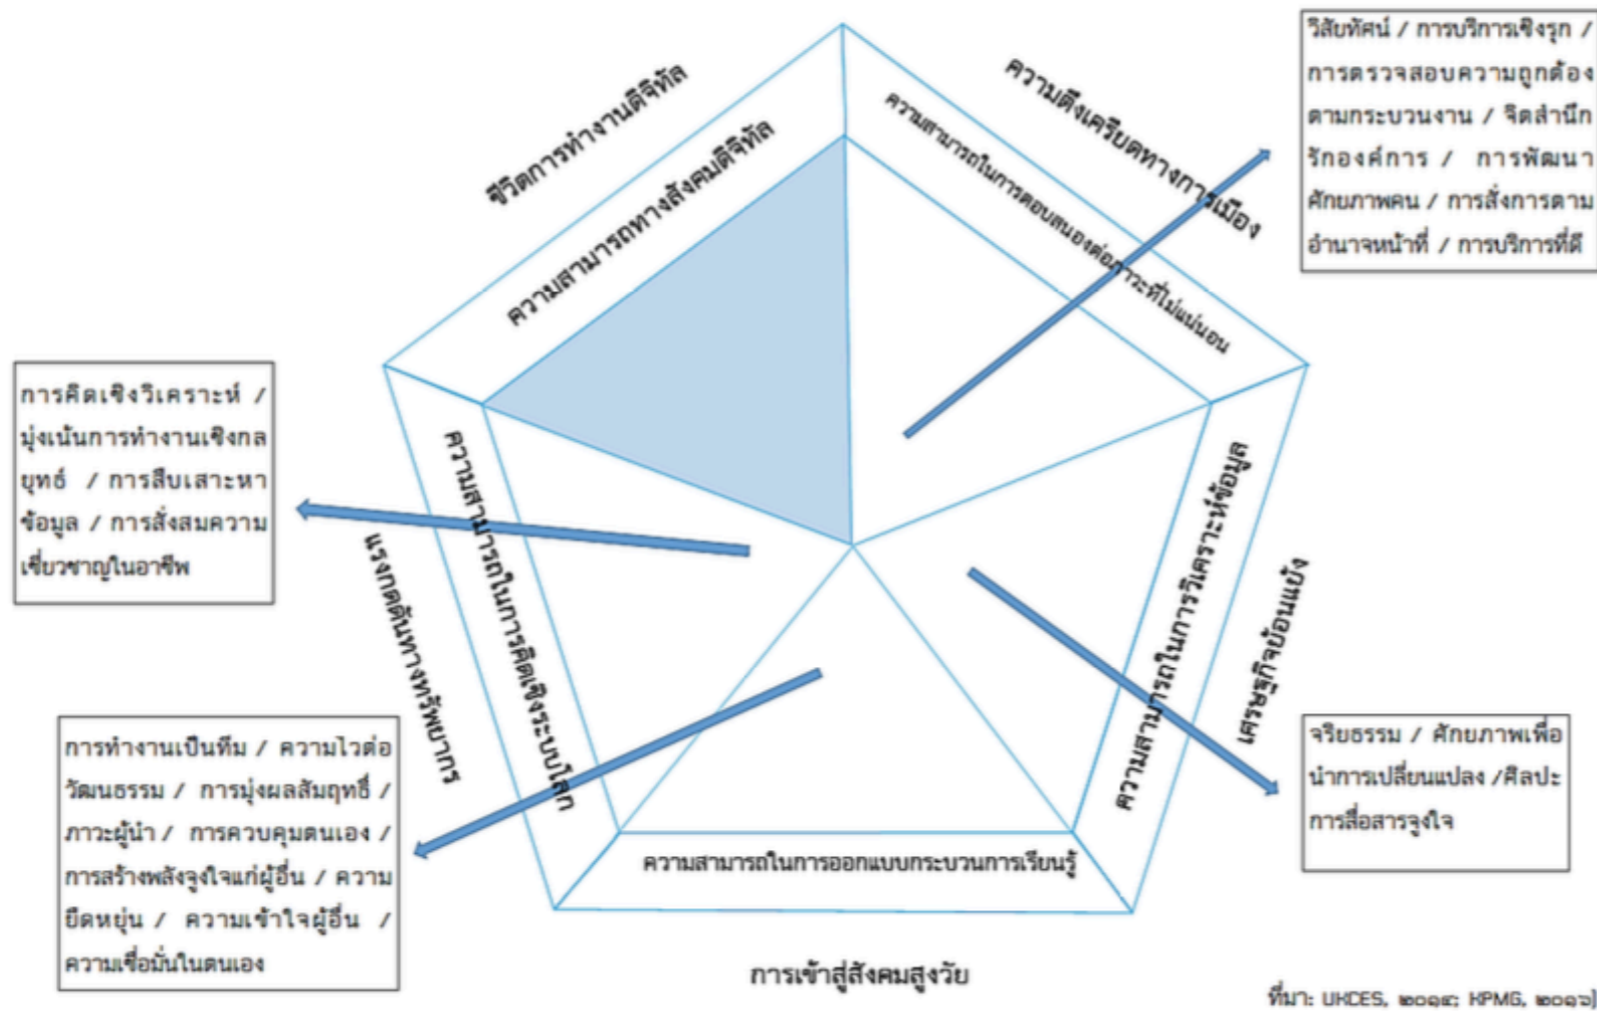 วิสัยทัศน์ / การบริการเชิงรุก /
การตรวจสอบความถูกต้อง
ตามกระบวนงาน / จิตสำนึก
รักองค์การ / การพัฒนา
ศักยภาพคน / การสั่งการตาม
อำนาจหน้าที่ / การบริการที่ดี
ชีวิตการทำงานดิจิทัล
ความสามารถทางสังคมดิจิทัล
ความตึงเครียดทางการเมือง
ความสามารถในการตอบสนองต่อภาวะที่ไม่แน่นอน
การคิดเชิงวิเคราะห์ /
มุ่งเน้นการทำงานเชิงกล
ยุทธ์ / การสืบเสาะหา
ข้อมูล / การสั่งสมความ
เชี่ยวชาญในอาชีพ
แรงกดดันทางทรัพยากร
ความสามารถในการคิดเชิงระบบโลก
ความสามารถในการวิเคราะห์ข้อมูล
เศรษฐกิจย้อนแย้ง
การทำงานเป็นทีม / ความไวต่อ
วัฒนธรรม / การมุ่งผลสัมฤทธิ์ /
ภาวะผู้นำ / การควบคุมตนเอง /
การสร้างพลังจูงใจแก่ผู้อื่น / ความ
ยืดหยุ่น / ความเข้าใจผู้อื่น /
ความเชื่อมั่นในตนเอง
จริยธรรม / ศักยภาพเพื่อ
นำการเปลี่ยนแปลง /ศิลปะ
การสื่อสารจูงใจ
ความสามารถในการออกแบบกระบวนการเรียนรู้
การเข้าสู่สังคมสูงวัย
ที่มา: UKCES, ๒๐๑๔; KPMG, ๒๐๑๖)